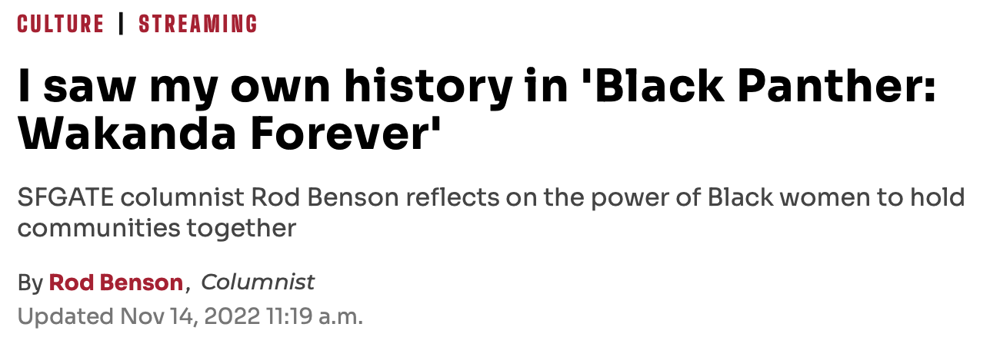 CULTURE | STREAMING
I saw my own history in 'Black Panther:
Wakanda Forever'
SFGATE columnist Rod Benson reflects on the power of Black women to hold
communities together
By Rod Benson, Columnist
Updated Nov 14, 2022 11:19 a.m.